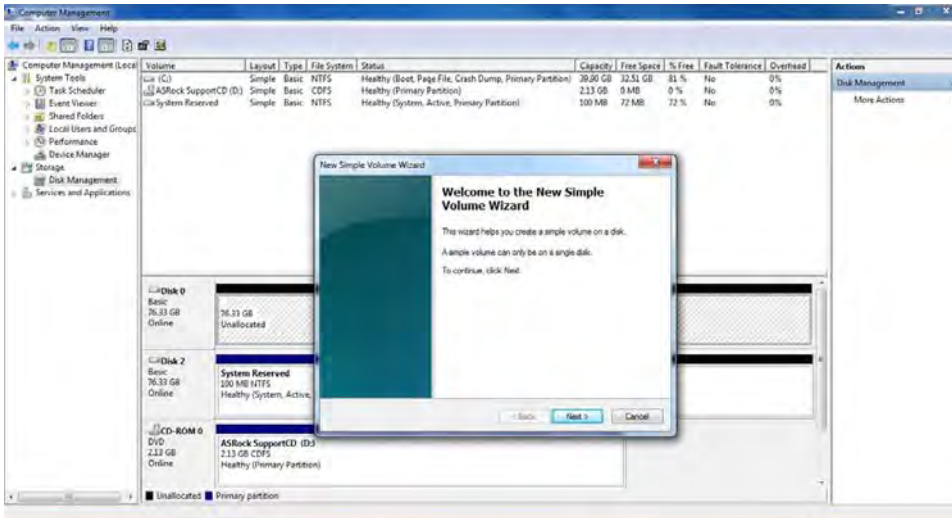 Computer Management
File Action View Help
Computer Management (Local
System Tools
Task Scheduler
Event Viewer
Shared Folders
Local Users and Groups
Performance
Device Manager
Storage
Disk Management
Services and Applications
Volume Layout Type File System Status Capacity Free Space % Free Fault Tolerance Overhead
(C:) Simple Basic NTFS Healthy (Boot, Page File, Crash Dump, Primary Partition) 39.90 GB 32.51 GB 81 % No 0%
ASRock SupportCD (D:) Simple Basic CDFS Healthy (Primary Partition) 2.13 GB 0 MB 0 % No 0%
System Reserved Simple Basic NTFS Healthy (System, Active, Primary Partition) 100 MB 72 MB 72 % No 0%
Actions
Disk Management
More Actions
New Simple Volume Wizard
Welcome to the New Simple
Volume Wizard
This wizard helps you create a simple volume on a disk.
A simple volume can only be on a single disk.
To continue, click Next.
< Back Next > Cancel
Disk 0
Basic
76.33 GB
Online
76.33 GB
Unallocated
Disk 2
Basic
76.33 GB
Online
System Reserved
100 MB NTFS
Healthy (System, Active,
CD-ROM 0
DVD
2.13 GB
Online
ASRock SupportCD (D:)
2.13 GB CDFS
Healthy (Primary Partition)
Unallocated Primary partition